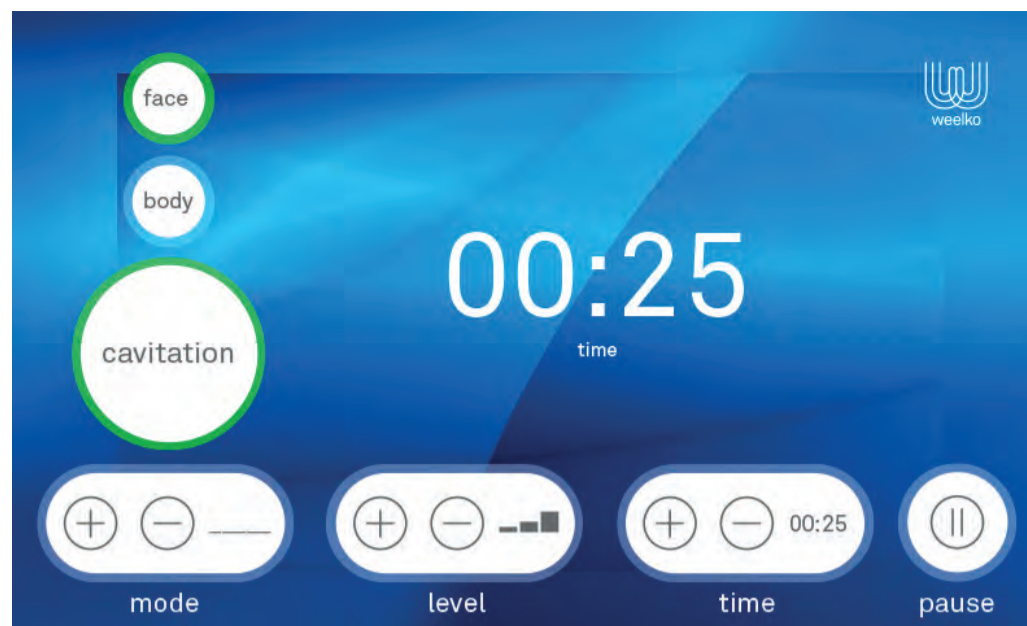 face
weelko
body
00:25
time
cavitation
00:25
mode
level
time
pause